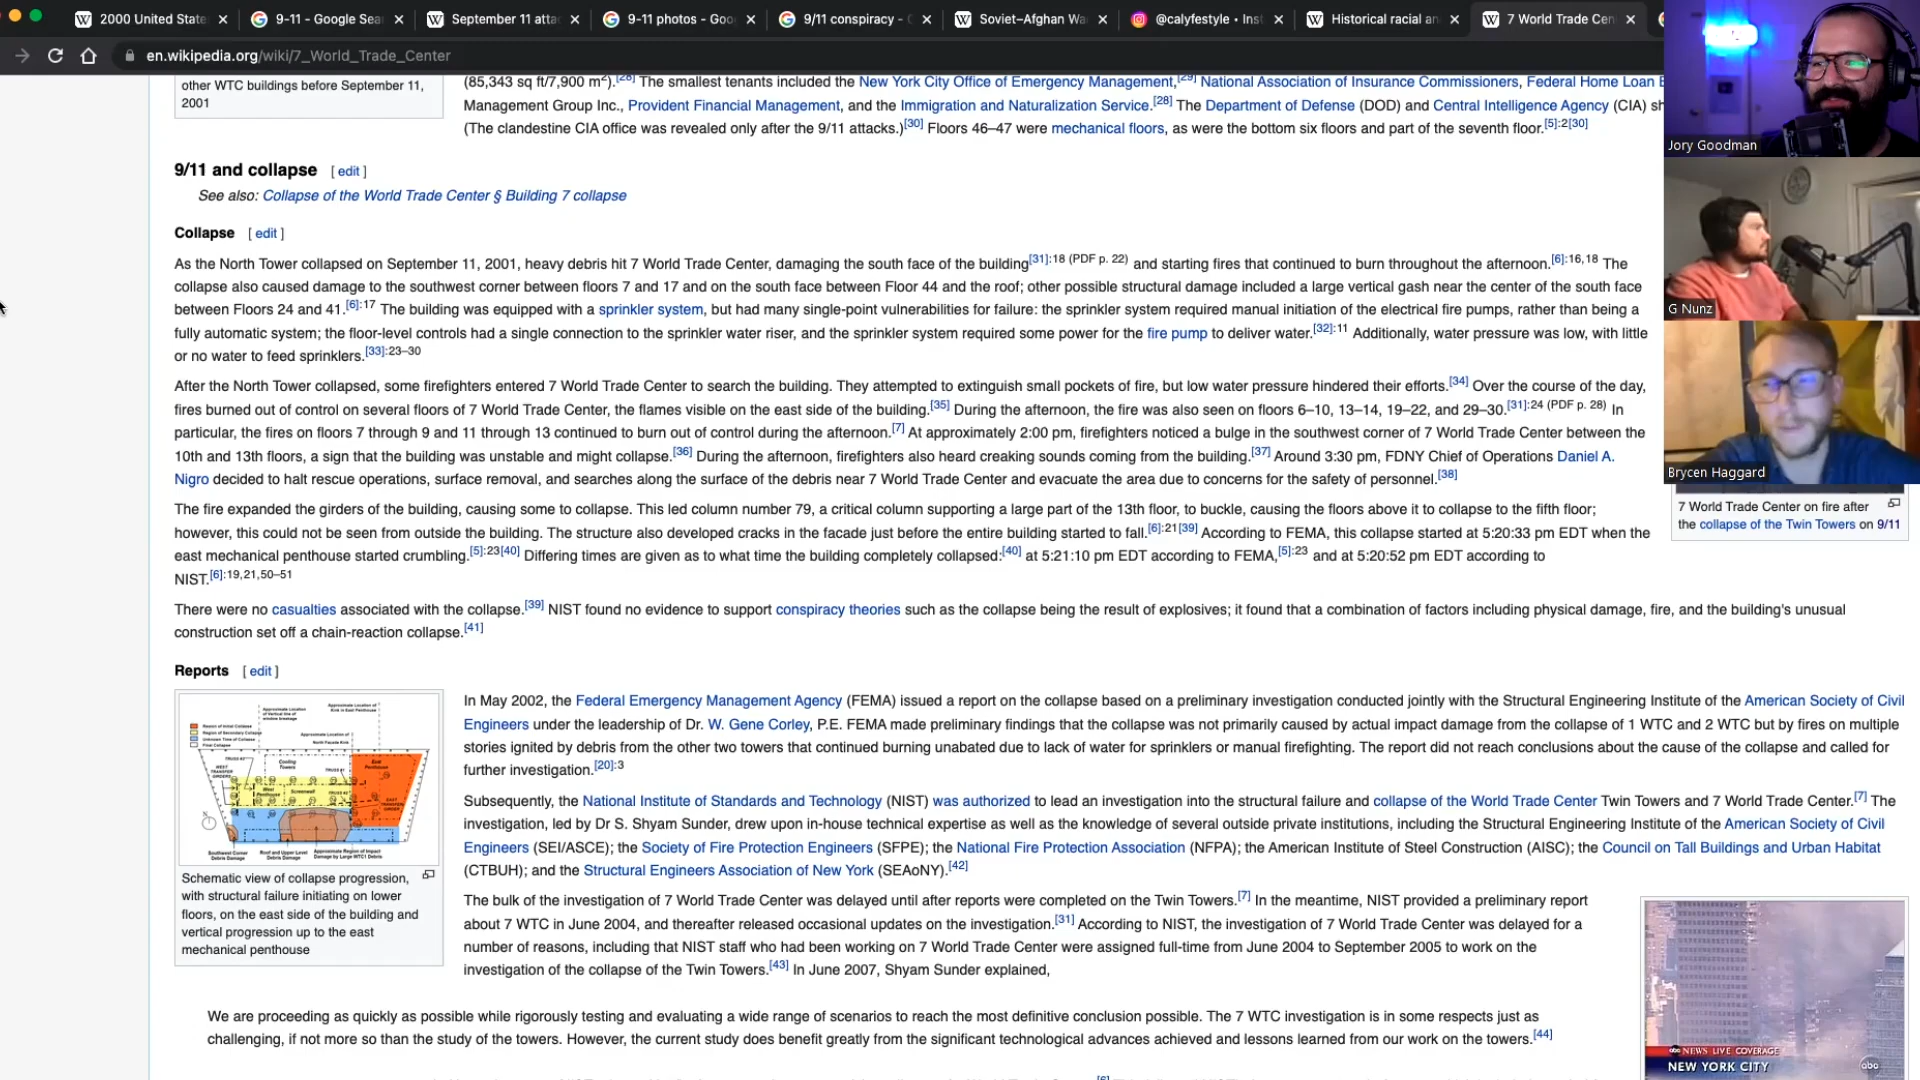 2000 United State
9-11 - Google Sea
September 11 atta
9-11 photos - Goo
9/11 conspiracy -
Soviet–Afghan Wa
@calyfestyle • Inst
Historical racial an
7 World Trade Cen
en.wikipedia.org/wiki/7_World_Trade_Center
other WTC buildings before September 11,
2001
(85,343 sq ft/7,900 m²).[28] The smallest tenants included the New York City Office of Emergency Management,[29] National Association of Insurance Commissioners, Federal Home Loan B
Management Group Inc., Provident Financial Management, and the Immigration and Naturalization Service.[28] The Department of Defense (DOD) and Central Intelligence Agency (CIA) sh
(The clandestine CIA office was revealed only after the 9/11 attacks.)[30] Floors 46–47 were mechanical floors, as were the bottom six floors and part of the seventh floor.[5]:2[30]
9/11 and collapse [ edit ]
See also: Collapse of the World Trade Center § Building 7 collapse
Collapse [ edit ]
As the North Tower collapsed on September 11, 2001, heavy debris hit 7 World Trade Center, damaging the south face of the building[31]:18 (PDF p. 22) and starting fires that continued to burn throughout the afternoon.[6]:16,18 The
collapse also caused damage to the southwest corner between floors 7 and 17 and on the south face between Floor 44 and the roof; other possible structural damage included a large vertical gash near the center of the south face
between Floors 24 and 41.[6]:17 The building was equipped with a sprinkler system, but had many single-point vulnerabilities for failure: the sprinkler system required manual initiation of the electrical fire pumps, rather than being a
fully automatic system; the floor-level controls had a single connection to the sprinkler water riser, and the sprinkler system required some power for the fire pump to deliver water.[32]:11 Additionally, water pressure was low, with little
or no water to feed sprinklers.[33]:23–30
After the North Tower collapsed, some firefighters entered 7 World Trade Center to search the building. They attempted to extinguish small pockets of fire, but low water pressure hindered their efforts.[34] Over the course of the day,
fires burned out of control on several floors of 7 World Trade Center, the flames visible on the east side of the building.[35] During the afternoon, the fire was also seen on floors 6–10, 13–14, 19–22, and 29–30.[31]:24 (PDF p. 28) In
particular, the fires on floors 7 through 9 and 11 through 13 continued to burn out of control during the afternoon.[7] At approximately 2:00 pm, firefighters noticed a bulge in the southwest corner of 7 World Trade Center between the
10th and 13th floors, a sign that the building was unstable and might collapse.[36] During the afternoon, firefighters also heard creaking sounds coming from the building.[37] Around 3:30 pm, FDNY Chief of Operations Daniel A.
Nigro decided to halt rescue operations, surface removal, and searches along the surface of the debris near 7 World Trade Center and evacuate the area due to concerns for the safety of personnel.[38]
The fire expanded the girders of the building, causing some to collapse. This led column number 79, a critical column supporting a large part of the 13th floor, to buckle, causing the floors above it to collapse to the fifth floor;
however, this could not be seen from outside the building. The structure also developed cracks in the facade just before the entire building started to fall.[6]:21[39] According to FEMA, this collapse started at 5:20:33 pm EDT when the
east mechanical penthouse started crumbling.[5]:23[40] Differing times are given as to what time the building completely collapsed:[40] at 5:21:10 pm EDT according to FEMA,[5]:23 and at 5:20:52 pm EDT according to
NIST.[6]:19,21,50–51
There were no casualties associated with the collapse.[39] NIST found no evidence to support conspiracy theories such as the collapse being the result of explosives; it found that a combination of factors including physical damage, fire, and the building's unusual
construction set off a chain-reaction collapse.[41]
Jory Goodman
G Nunz
Brycen Haggard
7 World Trade Center on fire after
the collapse of the Twin Towers on 9/11
Reports [ edit ]
Schematic view of collapse progression,
with structural failure initiating on lower
floors, on the east side of the building and
vertical progression up to the east
mechanical penthouse
In May 2002, the Federal Emergency Management Agency (FEMA) issued a report on the collapse based on a preliminary investigation conducted jointly with the Structural Engineering Institute of the American Society of Civil
Engineers under the leadership of Dr. W. Gene Corley, P.E. FEMA made preliminary findings that the collapse was not primarily caused by actual impact damage from the collapse of 1 WTC and 2 WTC but by fires on multiple
stories ignited by debris from the other two towers that continued burning unabated due to lack of water for sprinklers or manual firefighting. The report did not reach conclusions about the cause of the collapse and called for
further investigation.[20]:3
Subsequently, the National Institute of Standards and Technology (NIST) was authorized to lead an investigation into the structural failure and collapse of the World Trade Center Twin Towers and 7 World Trade Center.[7] The
investigation, led by Dr S. Shyam Sunder, drew upon in-house technical expertise as well as the knowledge of several outside private institutions, including the Structural Engineering Institute of the American Society of Civil
Engineers (SEI/ASCE); the Society of Fire Protection Engineers (SFPE); the National Fire Protection Association (NFPA); the American Institute of Steel Construction (AISC); the Council on Tall Buildings and Urban Habitat
(CTBUH); and the Structural Engineers Association of New York (SEAoNY).[42]
The bulk of the investigation of 7 World Trade Center was delayed until after reports were completed on the Twin Towers.[7] In the meantime, NIST provided a preliminary report
about 7 WTC in June 2004, and thereafter released occasional updates on the investigation.[31] According to NIST, the investigation of 7 World Trade Center was delayed for a
number of reasons, including that NIST staff who had been working on 7 World Trade Center were assigned full-time from June 2004 to September 2005 to work on the
investigation of the collapse of the Twin Towers.[43] In June 2007, Shyam Sunder explained,
We are proceeding as quickly as possible while rigorously testing and evaluating a wide range of scenarios to reach the most definitive conclusion possible. The 7 WTC investigation is in some respects just as
challenging, if not more so than the study of the towers. However, the current study does benefit greatly from the significant technological advances achieved and lessons learned from our work on the towers.[44]
abc NEWS LIVE COVERAGE
NEW YORK CITY
abc